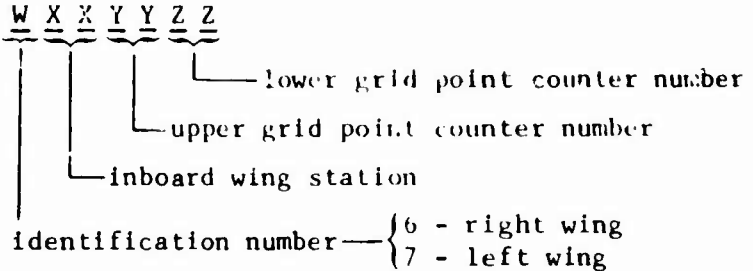 W X X Y Y Z Z
lower grid point counter number
upper grid point counter number
inboard wing station
identification number
6 - right wing
7 - left wing